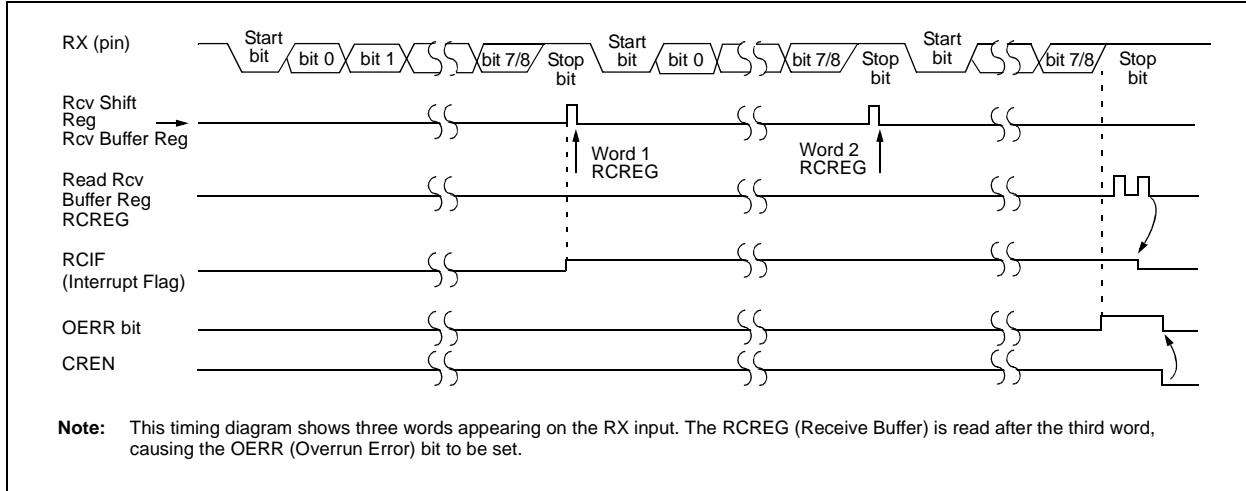 RX (pin)
Start
bit
bit 0
bit 1
bit 7/8
Stop
bit
Start
bit
bit 0
bit 7/8
Stop
bit
Start
bit
bit 7/8
Stop
bit
Rcv Shift
Reg
Rcv Buffer Reg
Word 1
RCREG
Word 2
RCREG
Read Rcv
Buffer Reg
RCREG
RCIF
(Interrupt Flag)
OERR bit
CREN
Note: This timing diagram shows three words appearing on the RX input. The RCREG (Receive Buffer) is read after the third word,
causing the OERR (Overrun Error) bit to be set.